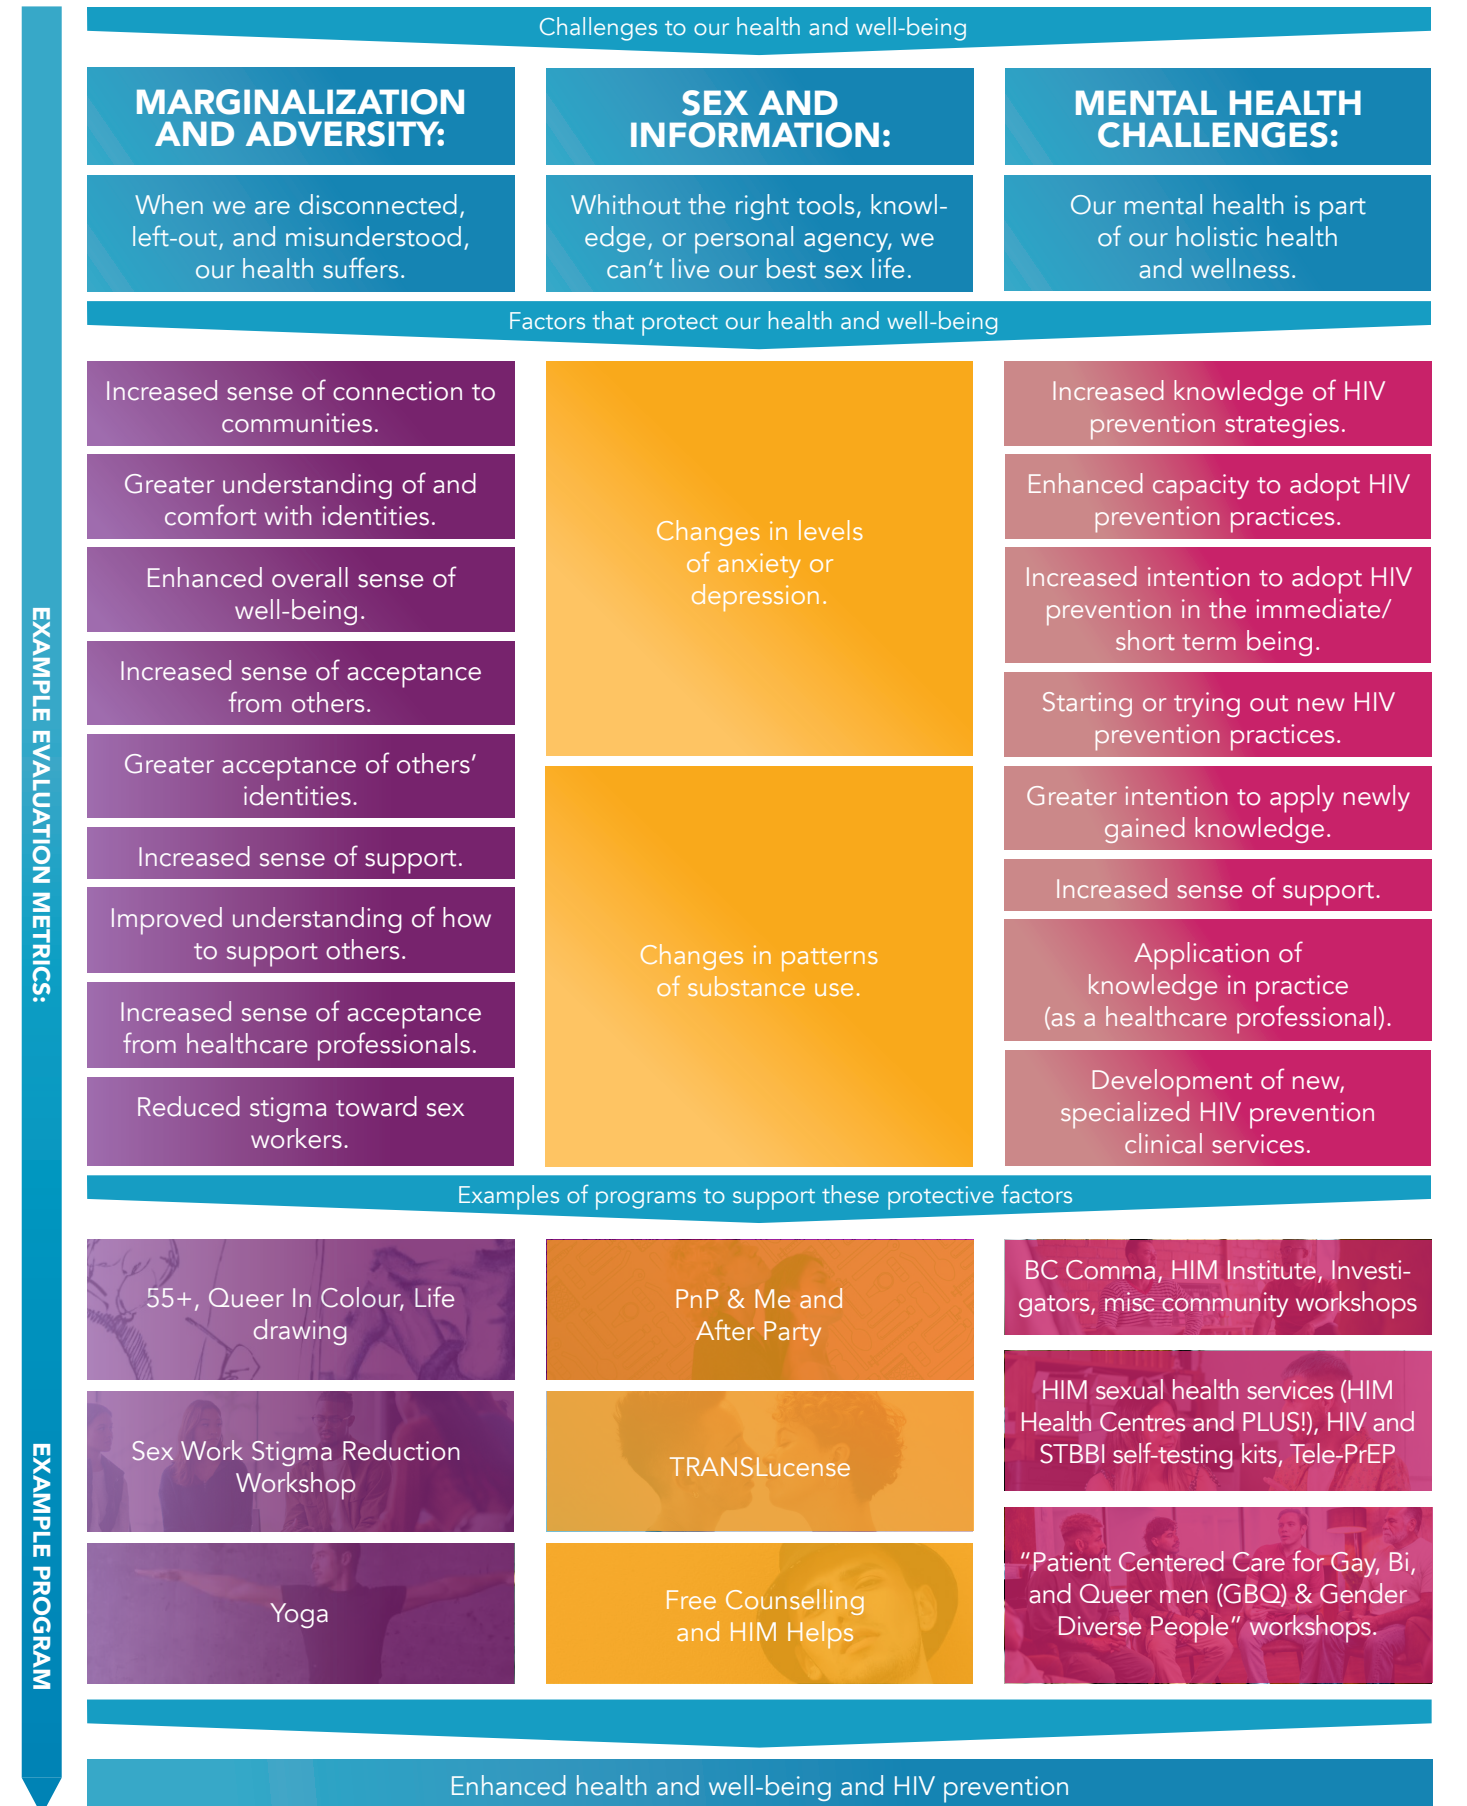 Challenges to our health and well-being
MARGINALIZATION
AND ADVERSITY:
When we are disconnected,
left-out, and misunderstood,
our health suffers.
SEX AND
INFORMATION:
Whithout the right tools, knowl-
edge, or personal agency, we
can't live our best sex life.
MENTAL HEALTH
CHALLENGES:
Our mental health is part
of our holistic health
and wellness.
Factors that protect our health and well-being
EXAMPLE EVALUATION METRICS:
Increased sense of connection to
communities.
Greater understanding of and
comfort with identities.
Enhanced overall sense of
well-being.
Increased sense of acceptance
from others.
Greater acceptance of others’
identities.
Increased sense of support.
Improved understanding of how
to support others.
Increased sense of acceptance
from healthcare professionals.
Reduced stigma toward sex
workers.
Changes in levels
of anxiety or
depression.
Changes in patterns
of substance use.
Increased knowledge of HIV
prevention strategies.
Enhanced capacity to adopt HIV
prevention practices.
Increased intention to adopt HIV
prevention in the immediate/
short term being.
Starting or trying out new HIV
prevention practices.
Greater intention to apply newly
gained knowledge.
Increased sense of support.
Application of
knowledge in practice
(as a healthcare professional).
Development of new,
specialized HIV prevention
clinical services.
Examples of programs to support these protective factors
EXAMPLE PROGRAM
55+, Queer In Colour, Life
drawing
Sex Work Stigma Reduction
Workshop
Yoga
PnP & Me and
After Party
TRANSLucense
Free Counselling
and HIM Helps
BC Comma, HIM Institute, Investi-
gators, misc community workshops
HIM sexual health services (HIM
Health Centres and PLUS!), HIV and
STBBI self-testing kits, Tele-PrEP
“Patient Centered Care for Gay, Bi,
and Queer men (GBQ) & Gender
Diverse People” workshops.
Enhanced health and well-being and HIV prevention